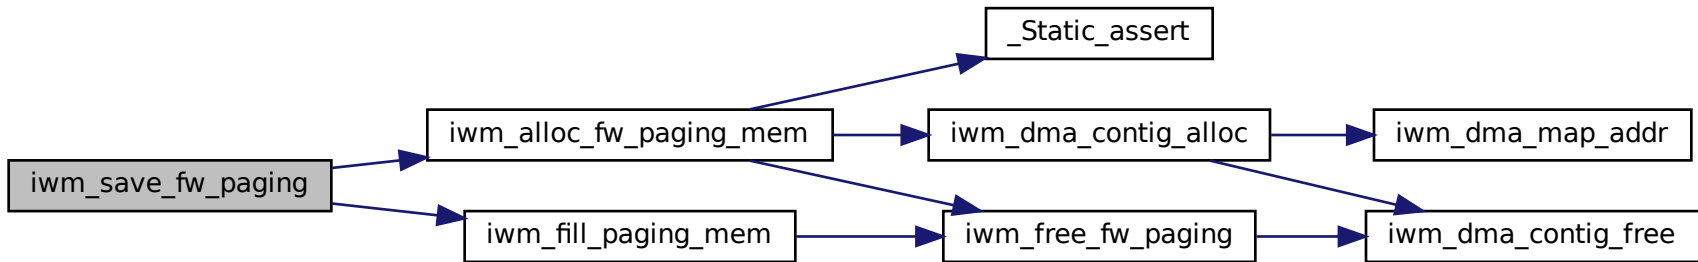 _Static_assert
iwm_alloc_fw_paging_mem
iwm_dma_contig_alloc
iwm_dma_map_addr
iwm_save_fw_paging
iwm_fill_paging_mem
iwm_free_fw_paging
iwm_dma_contig_free